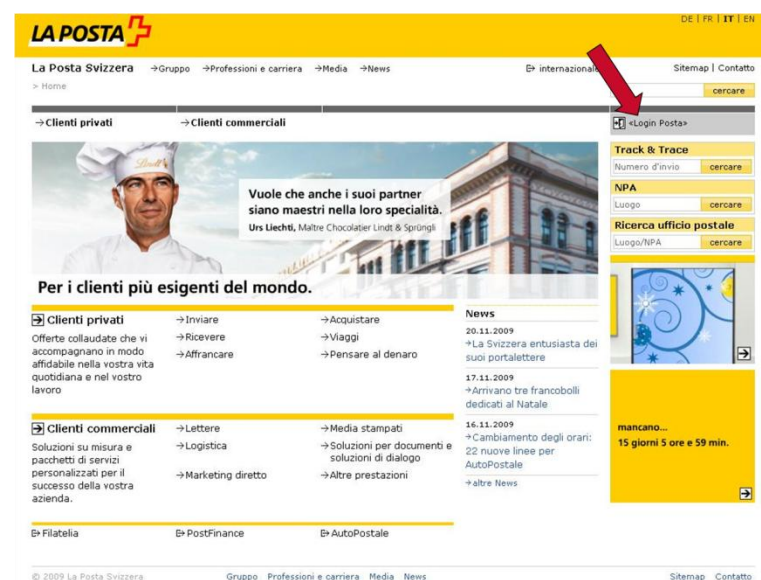 DE | FR | IT | EN
LA POSTA
La Posta Svizzera →Gruppo →Professioni e carriera →Media →News
internazionale
Sitemap | Contatto
> Home
cercare
→Clienti privati
→Clienti commerciali
«Login Posta»
Track & Trace
Numero d'invio cercare
NPA
Luogo cercare
Ricerca ufficio postale
Luogo/NPA cercare
Lindt
Vuole che anche i suoi partner
siano maestri nella loro specialità.
Urs Liechti, Maître Chocolatier Lindt & Sprüngli
Per i clienti più esigenti del mondo.
Clienti privati
Offerte collaudate che vi
accompagnano in modo
affidabile nella vostra vita
quotidiana e nel vostro
lavoro
→Inviare
→Ricevere
→Affrancare
→Acquistare
→Viaggi
→Pensare al denaro
News
20.11.2009
→La Svizzera entusiasta dei
suoi portalettere
17.11.2009
→Arrivano tre francobolli
dedicati al Natale
16.11.2009
→Cambiamento degli orari:
22 nuove linee per
AutoPostale
→altre News
mancano...
15 giorni 5 ore e 59 min.
Clienti commerciali
Soluzioni su misura e
pacchetti di servizi
personalizzati per il
successo della vostra
azienda.
→Lettere
→Logistica
→Marketing diretto
→Media stampati
→Soluzioni per documenti e
soluzioni di dialogo
→Altre prestazioni
Filatelia
PostFinance
AutoPostale
© 2009 La Posta Svizzera
Gruppo Professioni e carriera Media News
Sitemap Contatto